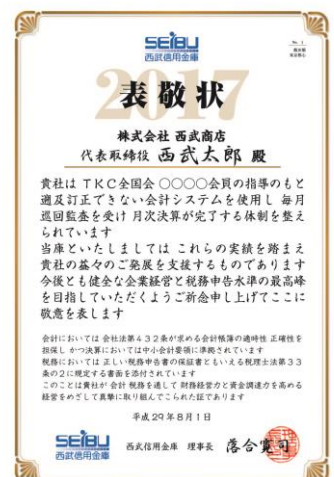 SEIBU
西武信用金庫
2017
表敬状
株式会社 西武商店
代表取締役 西武太郎 殿
貴社は TKC全国会 〇〇〇〇会員の指導のもと
遡及訂正できない会計システムを使用し 毎月
巡回監査を受け 月次決算が完了する体制を整え
られています
当庫といたしましては これらの実績を踏まえ
貴社の益々のご発展を支援するものであります
今後とも健全な企業経営と税務申告水準の最高峰
を目指していただくようご祈念申し上げてここに
敬意を表します
会計においては 会社法第432条が求める会計帳簿の適時性 正確性を
担保し かつ決算においては中小会計要領に準拠されています
税務においては 正しい税務申告書の保証書ともいえる税理士法第33
条の2に規定する書面を添付されています
このことは貴社が 会計 税務を通して 財務経営力と資金調達力を高める
経営をめざして真摯に取り組んでこられた証であります
平成29年8月1日
SEIBU
西武信用金庫
西武信用金庫 理事長 落合寛司